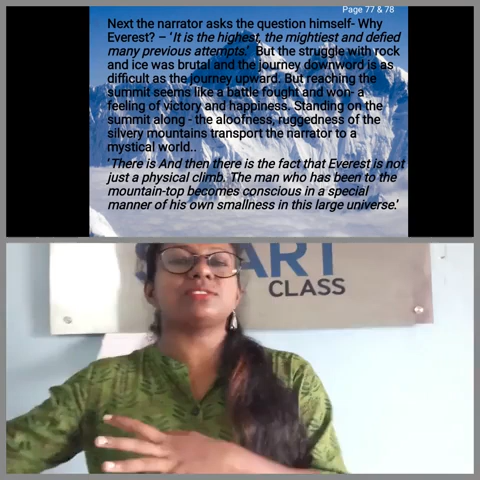 Page 77 & 78
Next the narrator asks the question himself- Why
Everest? – ‘It is the highest, the mightiest and defied
many previous attempts.’ But the struggle with rock
and ice was brutal and the journey downword is as
difficult as the journey upward. But reaching the
summit seems like a battle fought and won- a
feeling of victory and happiness. Standing on the
summit along - the aloofness, ruggedness of the
silvery mountains transport the narrator to a
mystical world..
‘There is And then there is the fact that Everest is not
just a physical climb. The man who has been to the
mountain-top becomes conscious in a special
manner of his own smallness in this large universe.’
ART
CLASS